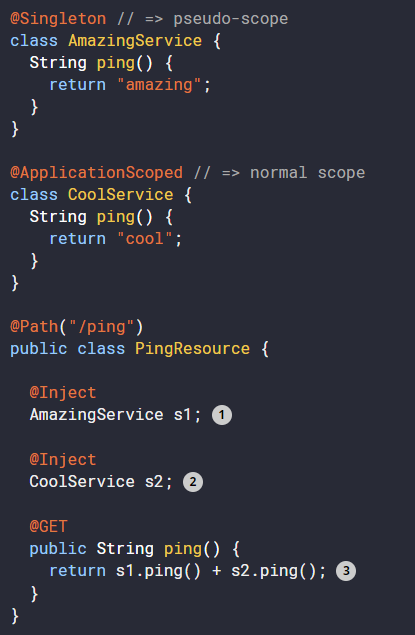 @Singleton // => pseudo-scope
class AmazingService {
  String ping() {
    return "amazing";
  }
}

@ApplicationScoped // => normal scope
class CoolService {
  String ping() {
    return "cool";
  }
}

@Path("/ping")
public class PingResource {

  @Inject
  AmazingService s1; 1

  @Inject
  CoolService s2; 2

  @GET
  public String ping() {
    return s1.ping() + s2.ping(); 3
  }
}